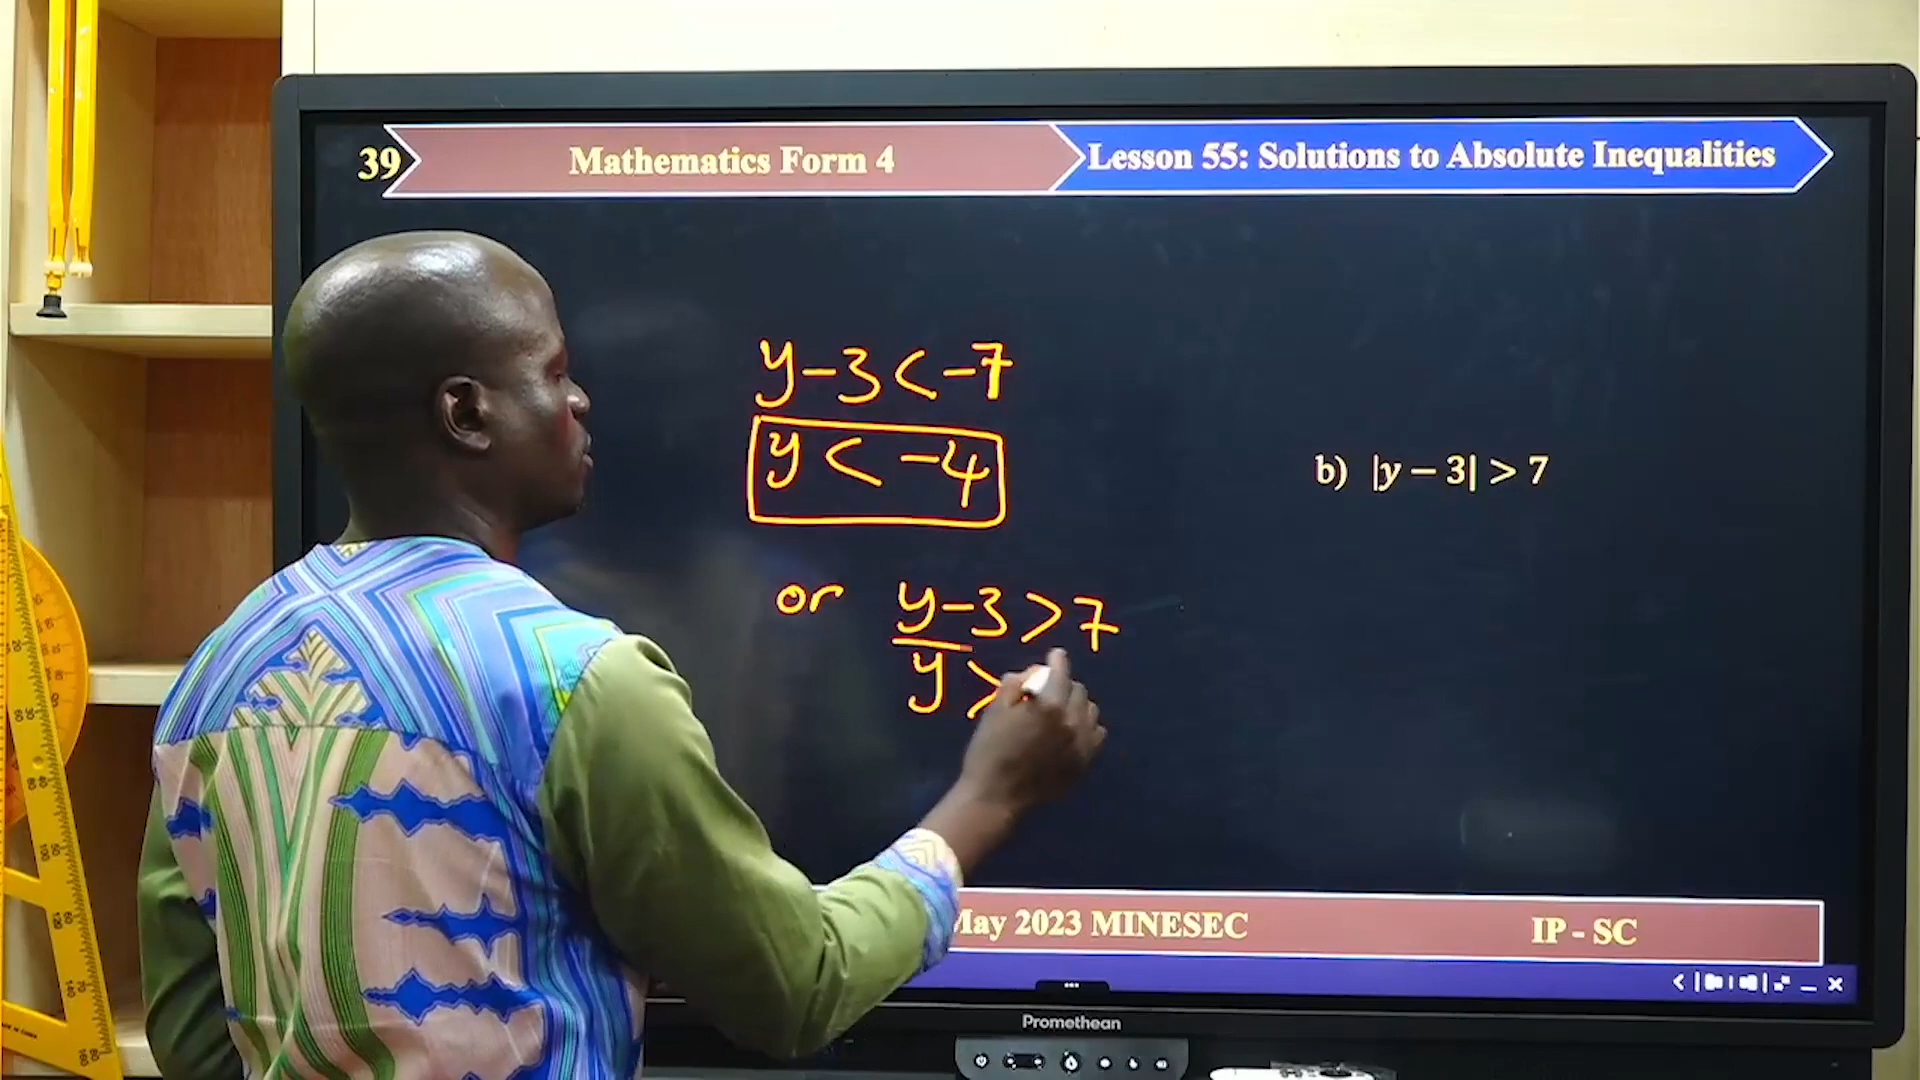 39 Mathematics Form 4 Lesson 55: Solutions to Absolute Inequalities
y-3<-7
y < -4
b) |y − 3| > 7
or y-3>7
y >
May 2023 MINESEC IP - SC
Promethean